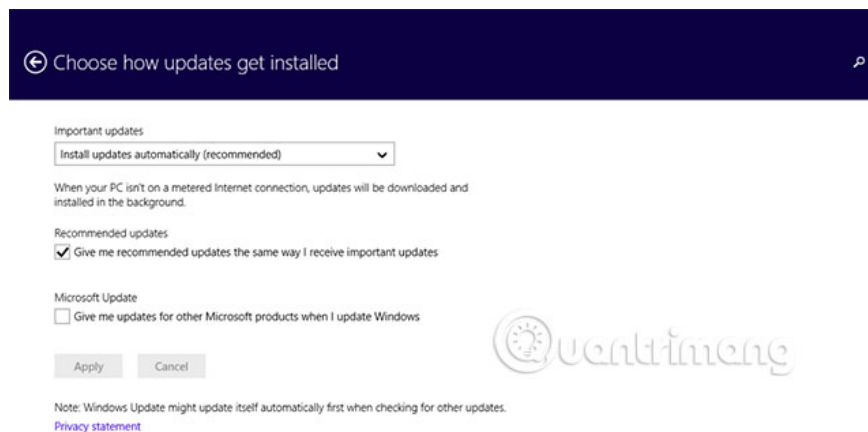 Choose how updates get installed
Important updates
Install updates automatically (recommended)
When your PC isn't on a metered Internet connection, updates will be downloaded and
installed in the background.
Recommended updates
Give me recommended updates the same way I receive important updates
Microsoft Update
Give me updates for other Microsoft products when I update Windows
Quantrimang
Apply Cancel
Note: Windows Update might update itself automatically first when checking for other updates.
Privacy statement